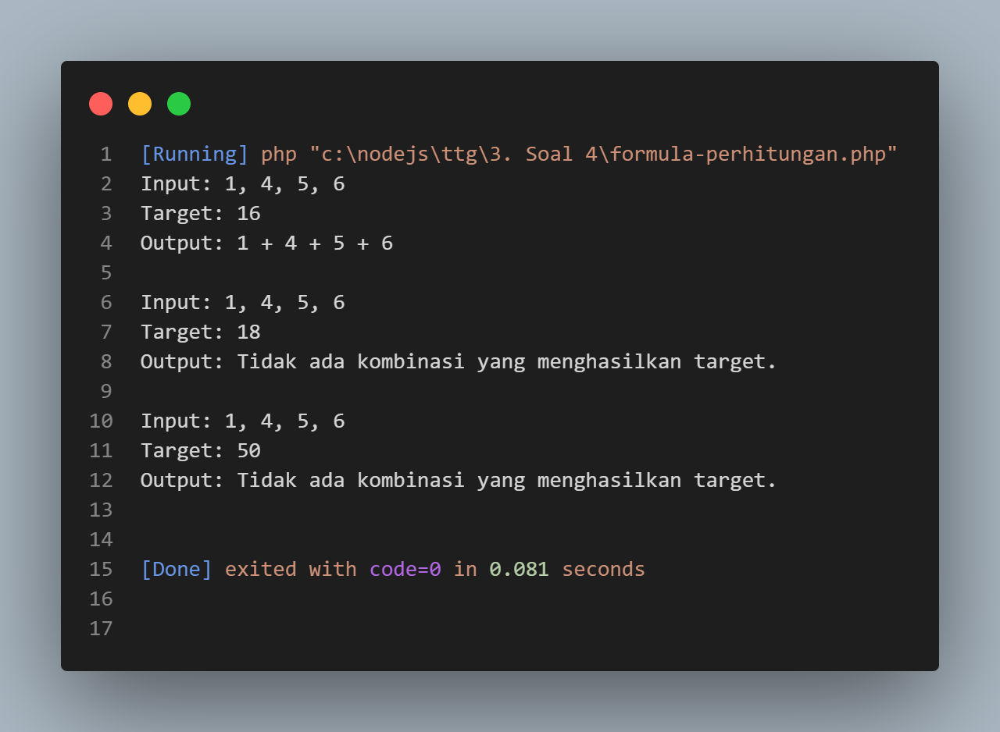 1 [Running] php "c:\nodejs\ttg\3. Soal 4\formula-perhitungan.php"
2 Input: 1, 4, 5, 6
3 Target: 16
4 Output: 1 + 4 + 5 + 6
5
6 Input: 1, 4, 5, 6
7 Target: 18
8 Output: Tidak ada kombinasi yang menghasilkan target.
9
10 Input: 1, 4, 5, 6
11 Target: 50
12 Output: Tidak ada kombinasi yang menghasilkan target.
13
14
15 [Done] exited with code=0 in 0.081 seconds
16
17